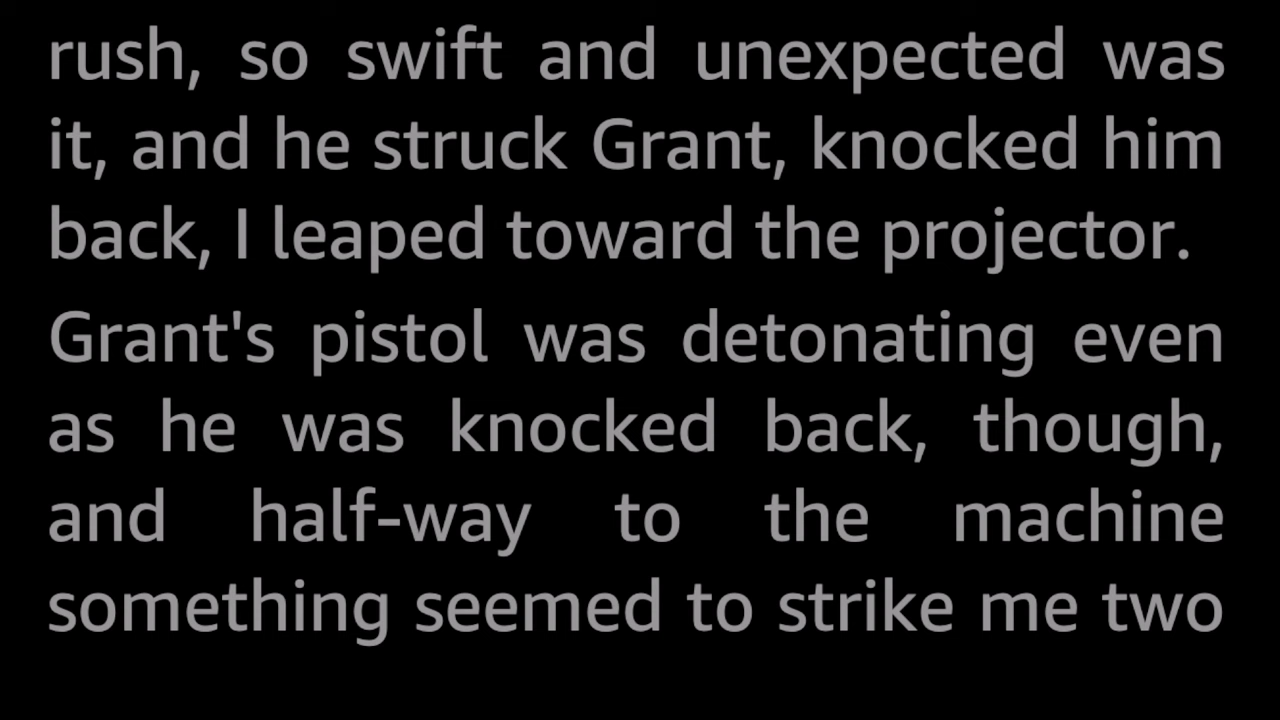 rush, so swift and unexpected was
it, and he struck Grant, knocked him
back, I leaped toward the projector.
Grant's pistol was detonating even
as he was knocked back, though,
and half-way to the machine
something seemed to strike me two